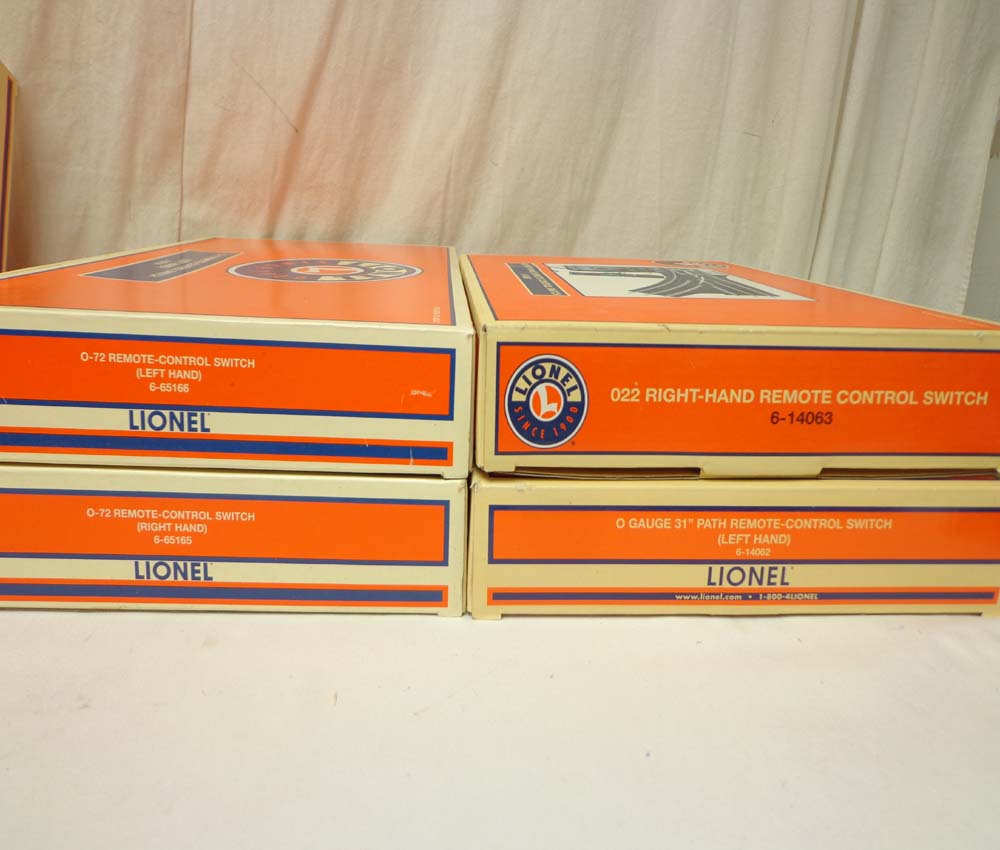 O-72 REMOTE-CONTROL SWITCH
(LEFT HAND)
6-65166
LIONEL
LIONEL
SINCE 1900
L
022 RIGHT-HAND REMOTE CONTROL SWITCH
6-14063
O-72 REMOTE-CONTROL SWITCH
(RIGHT HAND)
6-65165
LIONEL
O GAUGE 31" PATH REMOTE-CONTROL SWITCH
(LEFT HAND)
6-14062
LIONEL
www.lionel.com • 1-800-4LIONEL